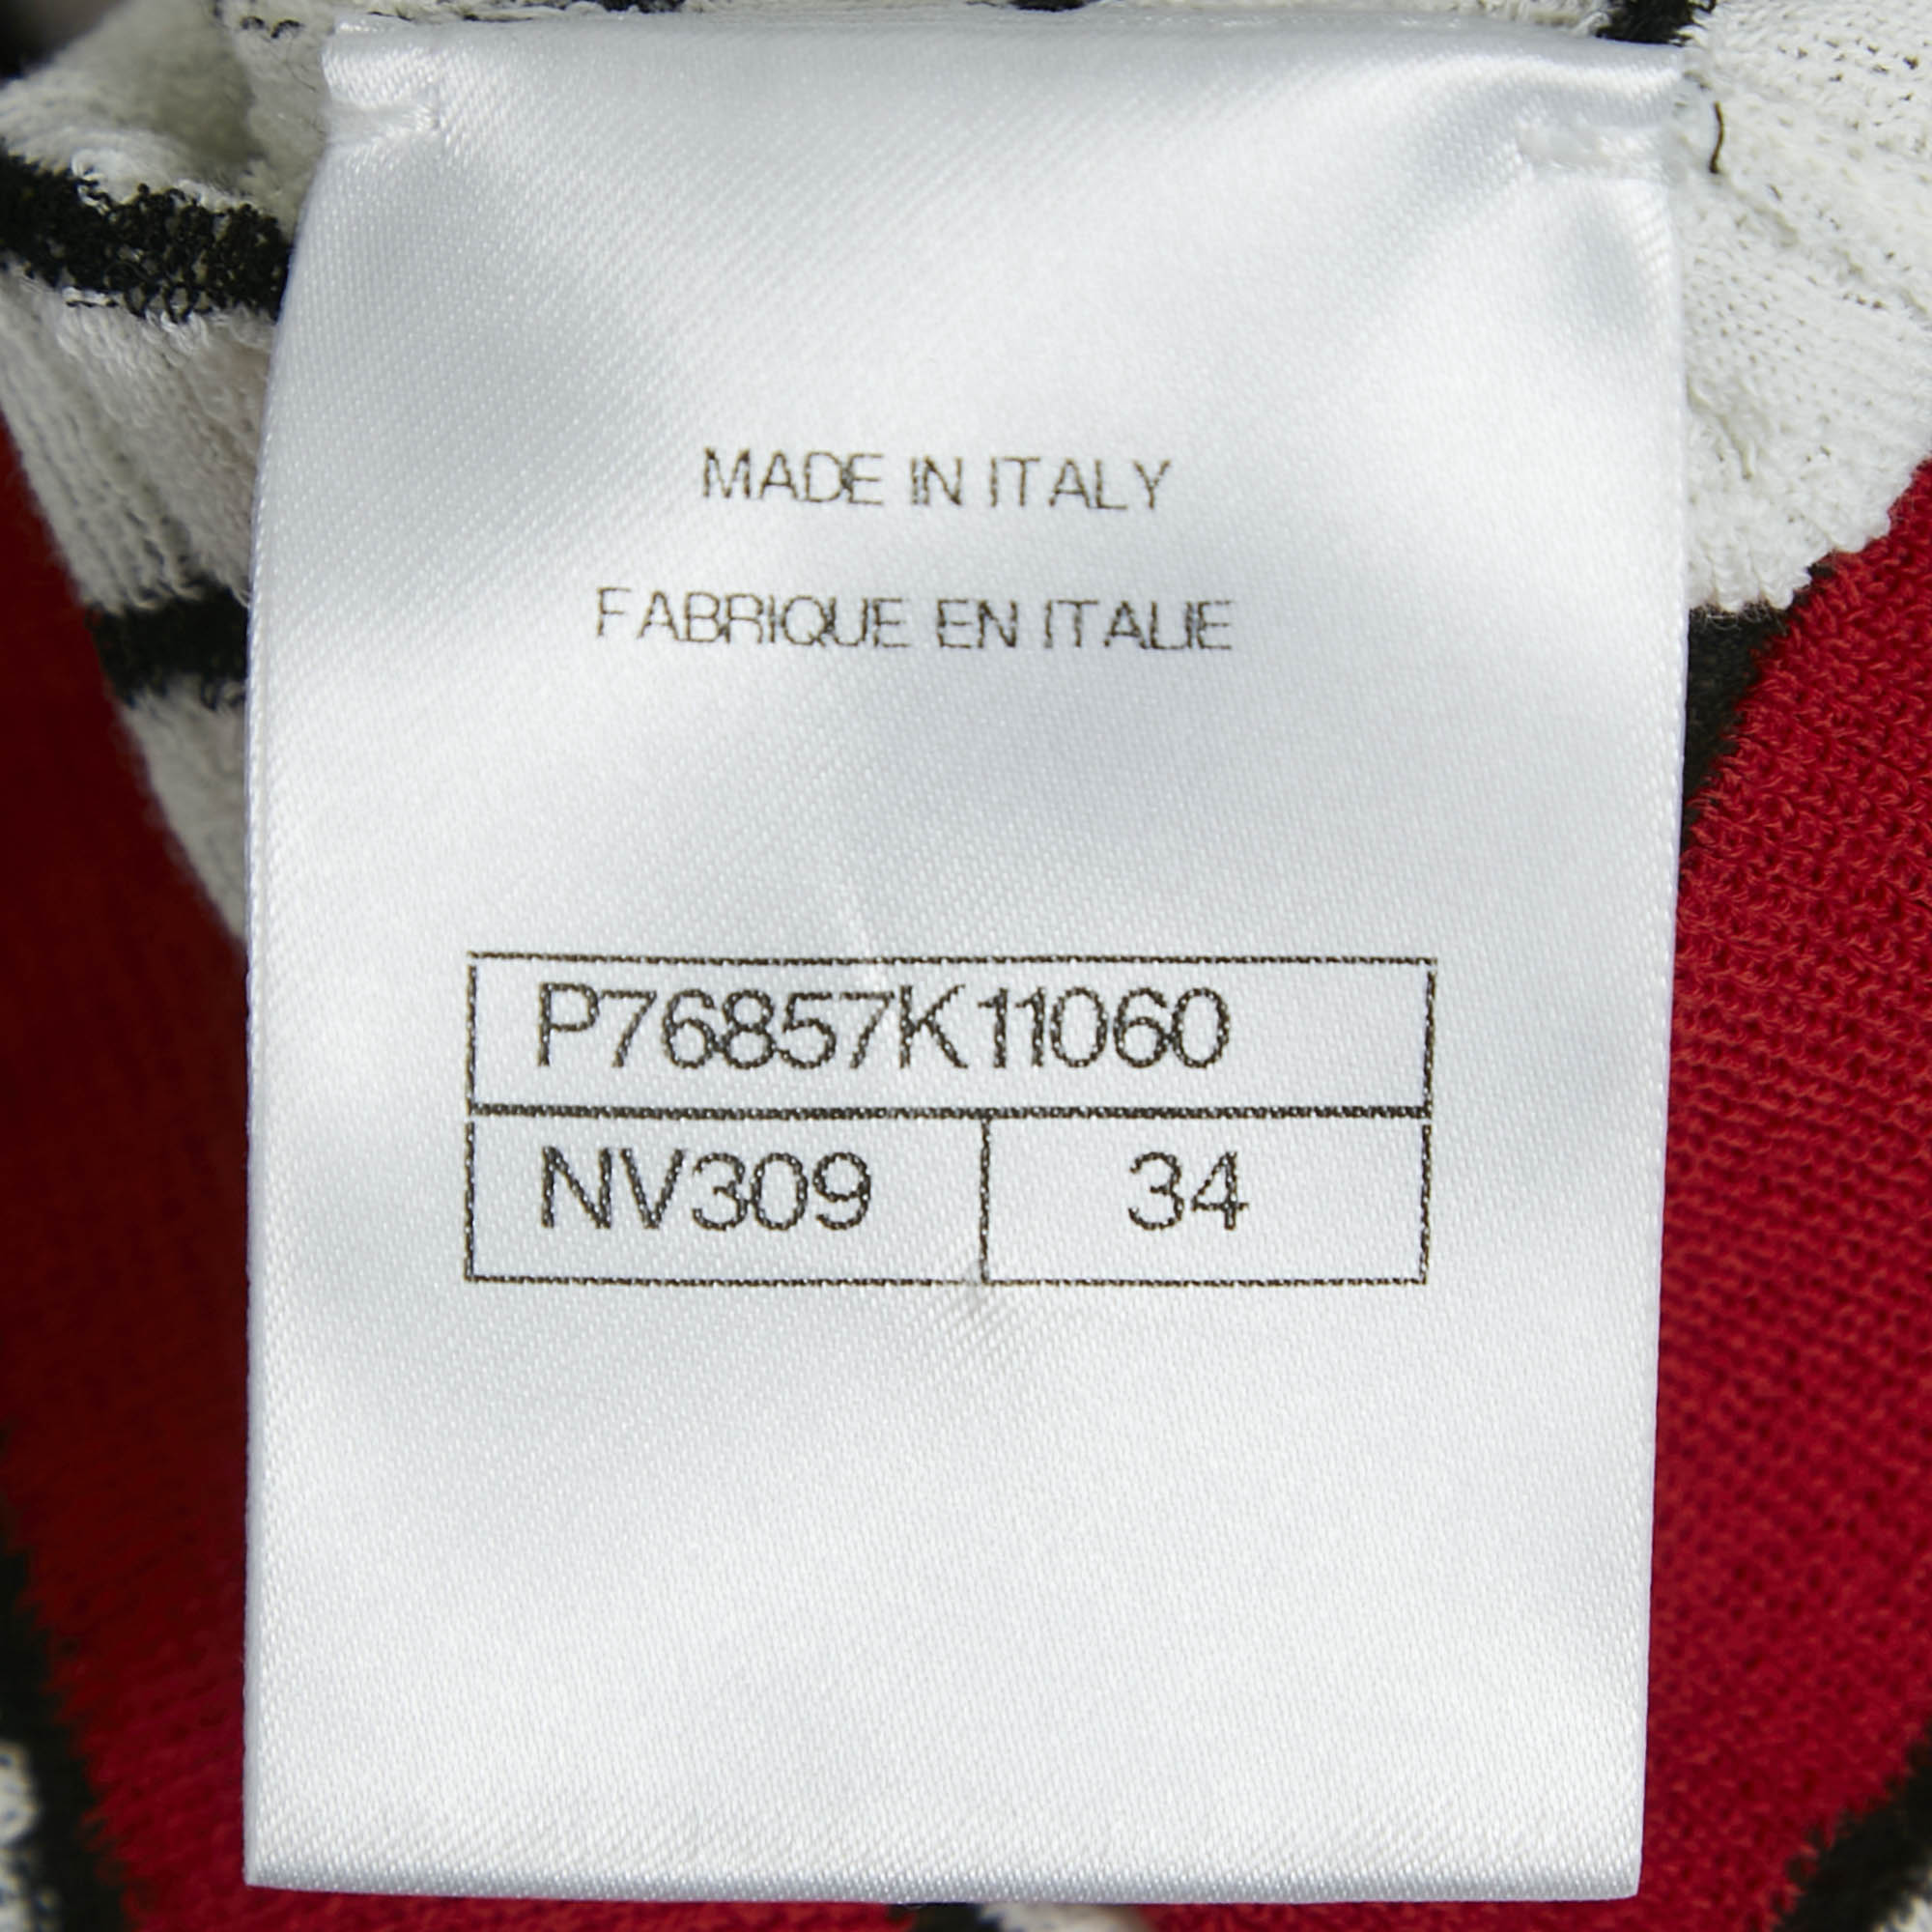 MADE IN ITALY
FABRIQUE EN ITALIE
P76857K11060
NV309 34